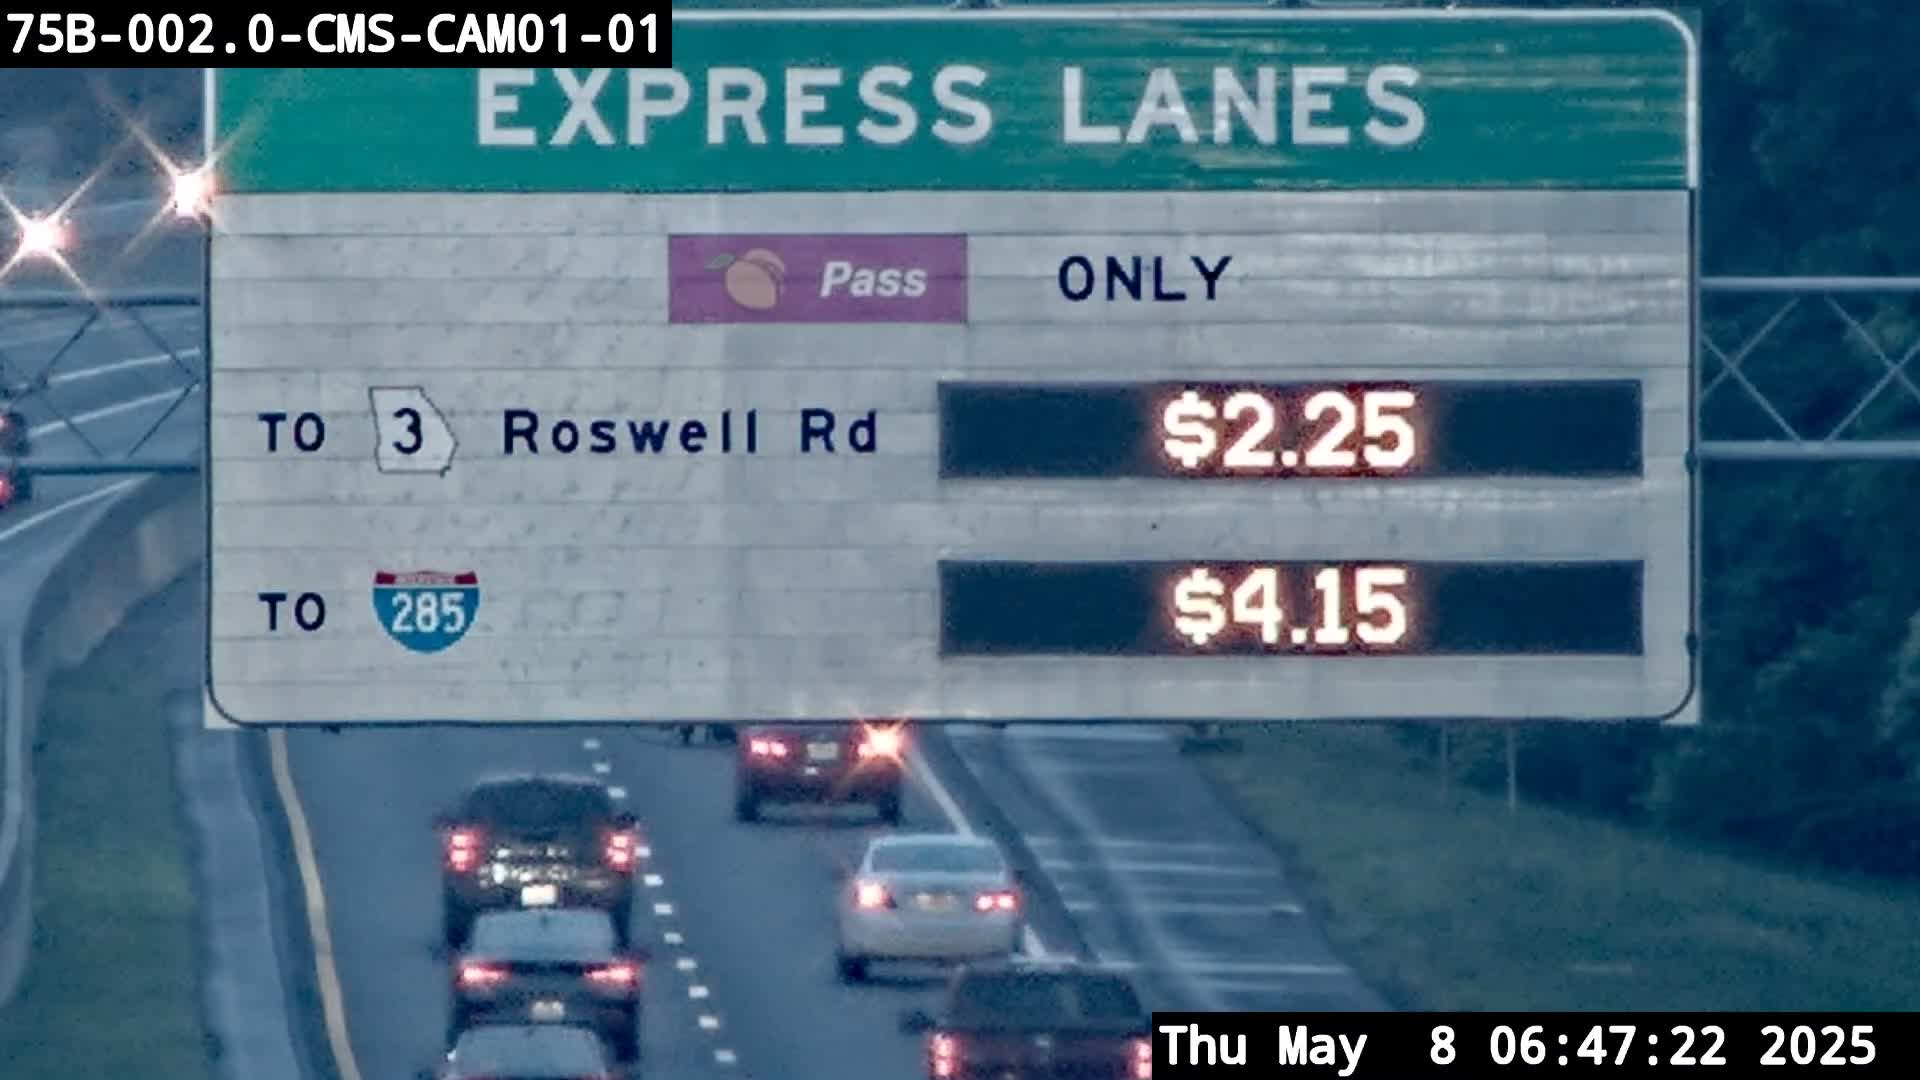 75B-002.0-CMS-CAM01-01
EXPRESS LANES
Pass ONLY
TO 3 Roswell Rd $2.25
TO 285 $4.15
Thu May 8 06:47:22 2025